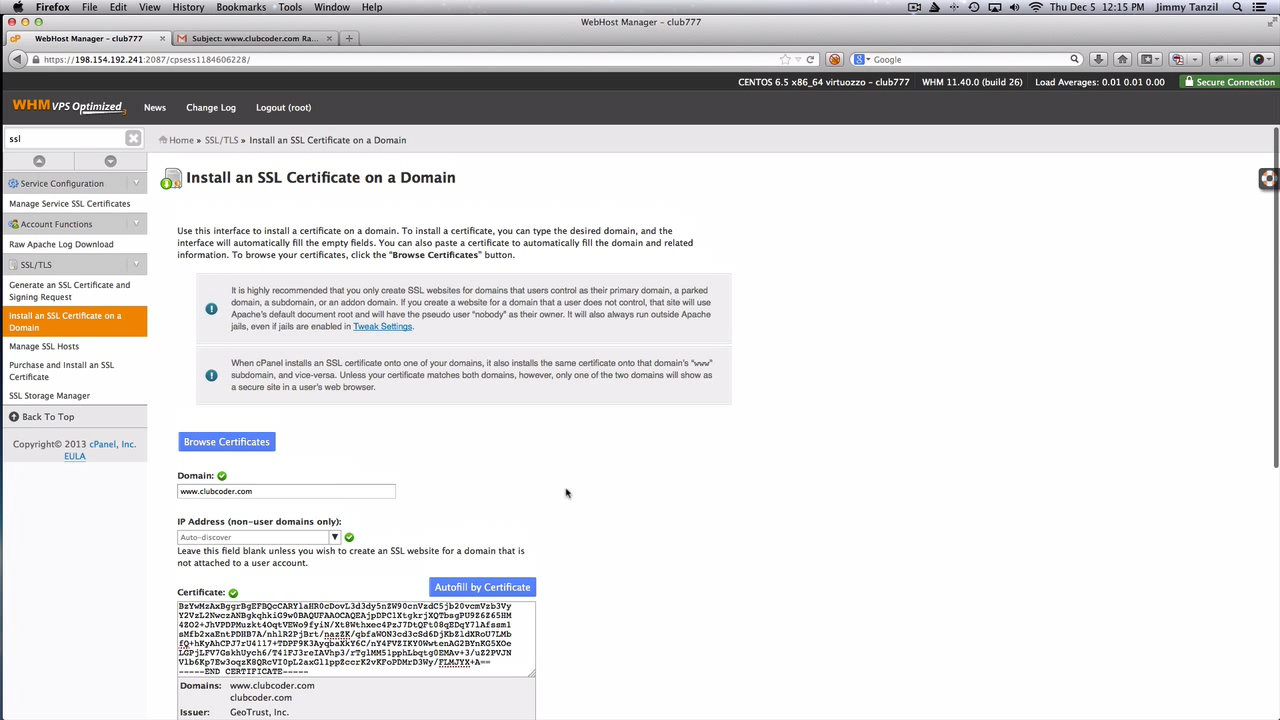 Firefox File Edit View History Bookmarks Tools Window Help Thu Dec 5 12:15 PM Jimmy Tanzil
WebHost Manager – club777
WebHost Manager – club777 Subject: www.clubcoder.com Ra...
https://198.154.192.241:2087/cpsess1184606228/ Google
CENTOS 6.5 x86_64 virtuozzo – club777 WHM 11.40.0 (build 26) Load Averages: 0.01 0.01 0.00 Secure Connection
WHM VPS Optimized News Change Log Logout (root)
ssl
Home » SSL/TLS » Install an SSL Certificate on a Domain
Service Configuration
Manage Service SSL Certificates
Account Functions
Raw Apache Log Download
SSL/TLS
Generate an SSL Certificate and
Signing Request
Install an SSL Certificate on a
Domain
Manage SSL Hosts
Purchase and Install an SSL
Certificate
SSL Storage Manager
Back To Top
Copyright© 2013 cPanel, Inc.
EULA
Install an SSL Certificate on a Domain
Use this interface to install a certificate on a domain. To install a certificate, you can type the desired domain, and the
interface will automatically fill the empty fields. You can also paste a certificate to automatically fill the domain and related
information. To browse your certificates, click the “Browse Certificates” button.
It is highly recommended that you only create SSL websites for domains that users control as their primary domain, a parked
domain, a subdomain, or an addon domain. If you create a website for a domain that a user does not control, that site will use
Apache's default document root and will have the pseudo user “nobody” as their owner. It will also always run outside Apache
jails, even if jails are enabled in Tweak Settings.
When cPanel installs an SSL certificate onto one of your domains, it also installs the same certificate onto that domain's “www”
subdomain, and vice-versa. Unless your certificate matches both domains, however, only one of the two domains will show as
a secure site in a user's web browser.
Browse Certificates
Domain:
www.clubcoder.com
IP Address (non-user domains only):
Auto-discover
Leave this field blank unless you wish to create an SSL website for a domain that is
not attached to a user account.
Certificate: Autofill by Certificate
-----END CERTIFICATE-----
Domains: www.clubcoder.com
clubcoder.com
Issuer: GeoTrust, Inc.